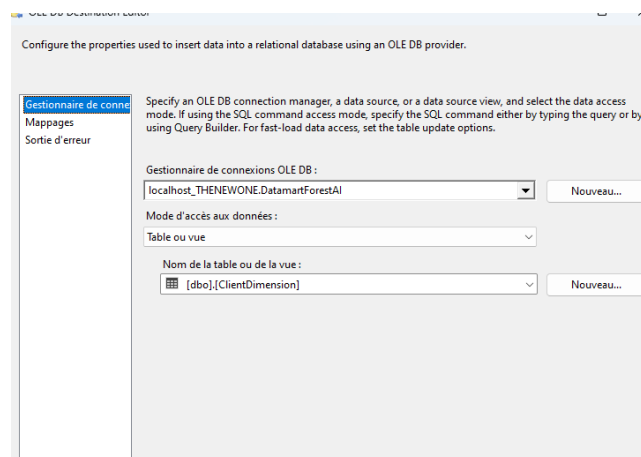 OLE DB Destination Editor
Configure the properties used to insert data into a relational database using an OLE DB provider.
Gestionnaire de conne
Mappages
Sortie d'erreur
Specify an OLE DB connection manager, a data source, or a data source view, and select the data access
mode. If using the SQL command access mode, specify the SQL command either by typing the query or by
using Query Builder. For fast-load data access, set the table update options.
Gestionnaire de connexions OLE DB :
localhost_THENEWONE.DatamartForestAI
Nouveau...
Mode d'accès aux données :
Table ou vue
Nom de la table ou de la vue :
[dbo].[ClientDimension]
Nouveau...